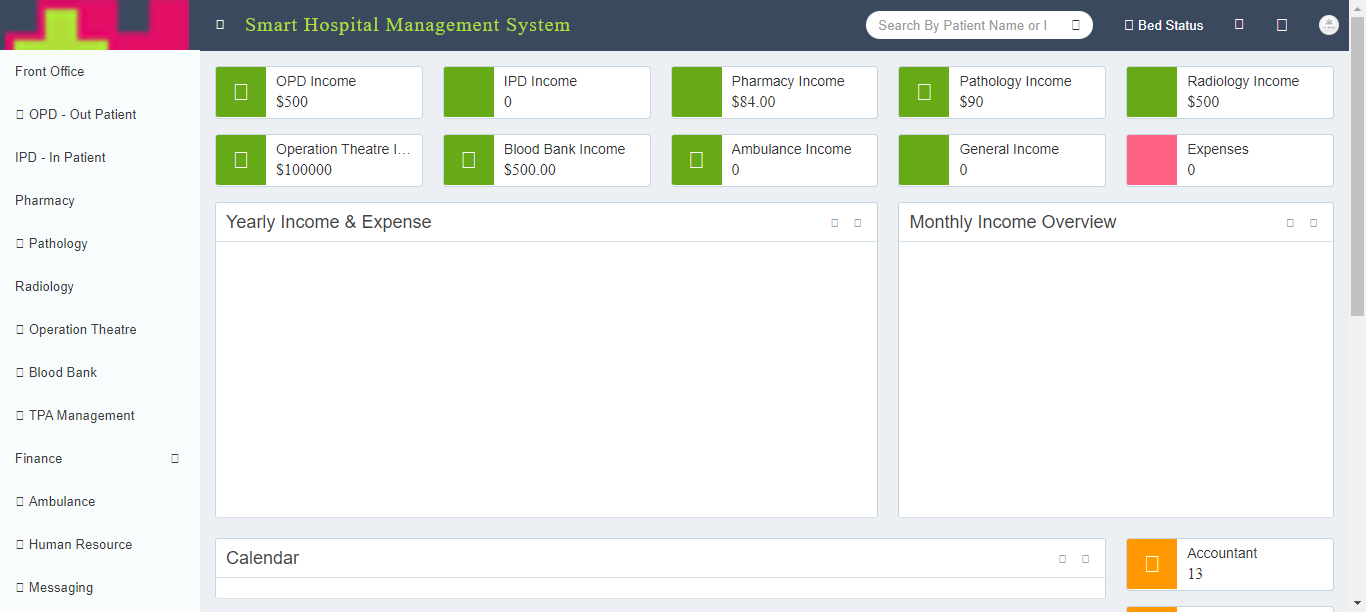 Smart Hospital Management System
Search By Patient Name or I
Bed Status
Front Office
OPD - Out Patient
IPD - In Patient
Pharmacy
Pathology
Radiology
Operation Theatre
Blood Bank
TPA Management
Finance
Ambulance
Human Resource
Messaging
OPD Income
$500
IPD Income
0
Pharmacy Income
$84.00
Pathology Income
$90
Radiology Income
$500
Operation Theatre I...
$100000
Blood Bank Income
$500.00
Ambulance Income
0
General Income
0
Expenses
0
Yearly Income & Expense
Monthly Income Overview
Calendar
Accountant
13